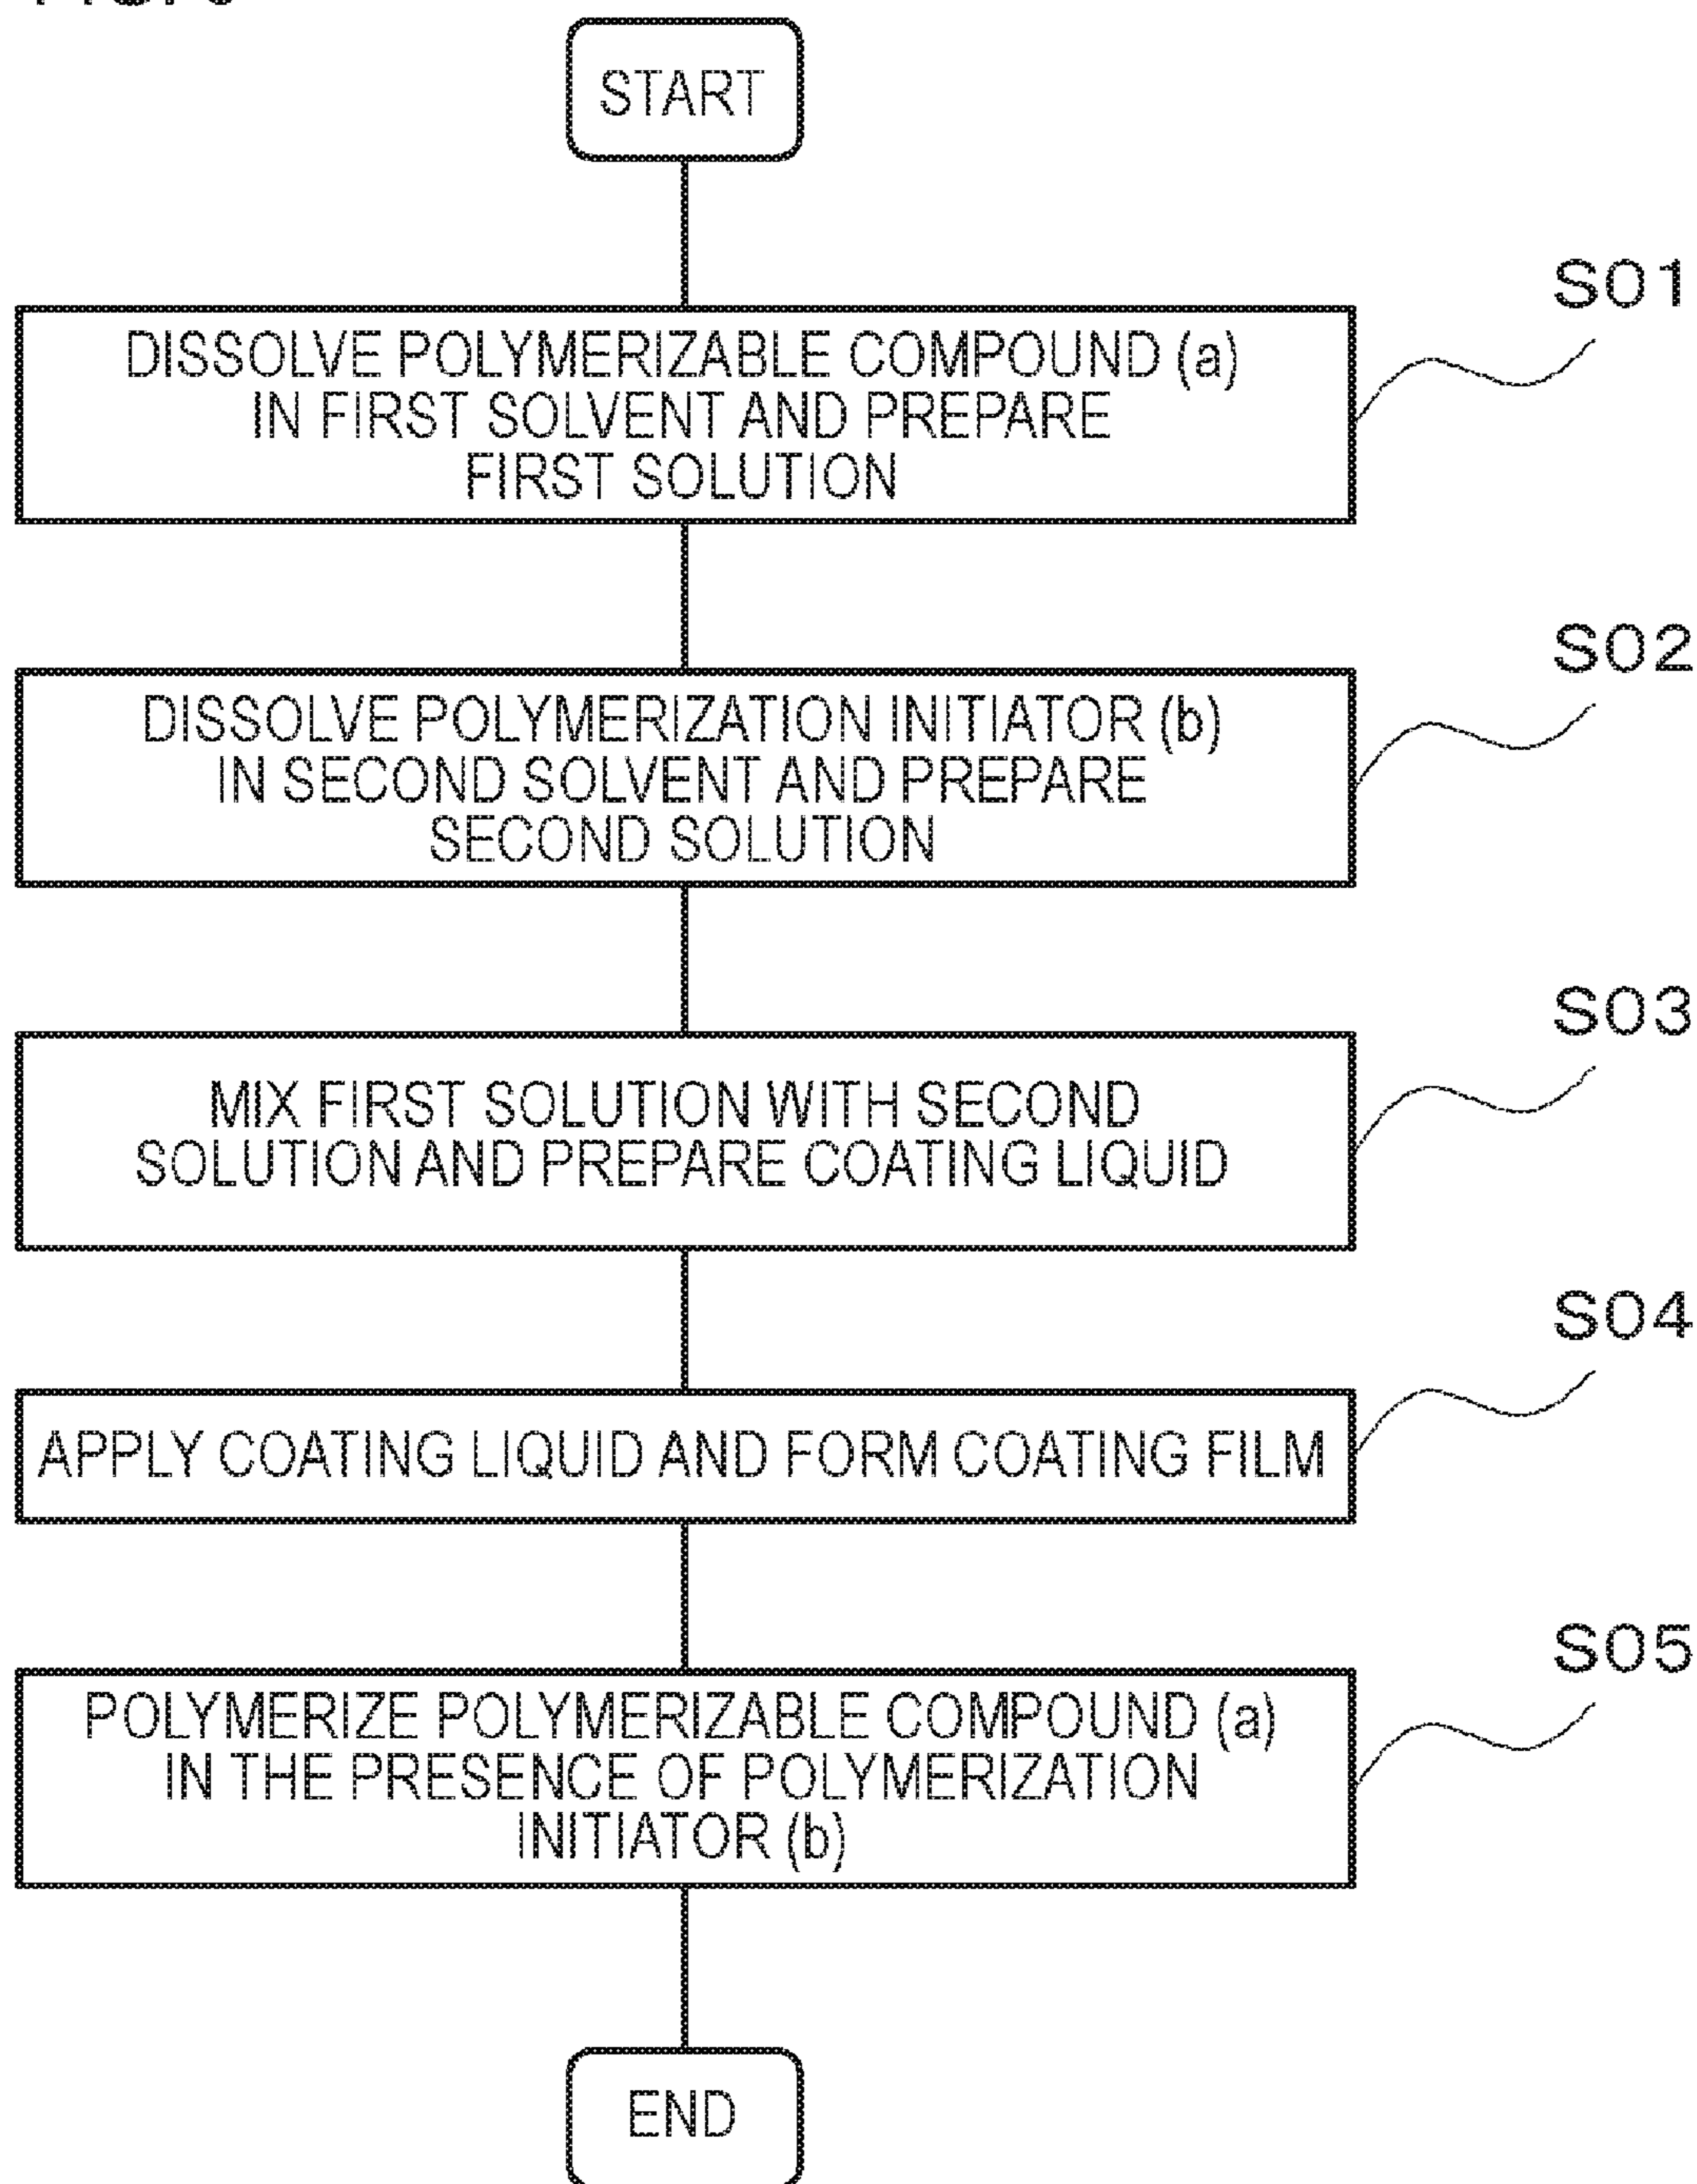 START
S01
DISSOLVE POLYMERIZABLE COMPOUND (a)
IN FIRST SOLVENT AND PREPARE
FIRST SOLUTION
S02
DISSOLVE POLYMERIZATION INITIATOR (b)
IN SECOND SOLVENT AND PREPARE
SECOND SOLUTION
S03
MIX FIRST SOLUTION WITH SECOND
SOLUTION AND PREPARE COATING LIQUID
S04
APPLY COATING LIQUID AND FORM COATING FILM
S05
POLYMERIZE POLYMERIZABLE COMPOUND (a)
IN THE PRESENCE OF POLYMERIZATION
INITIATOR (b)
END